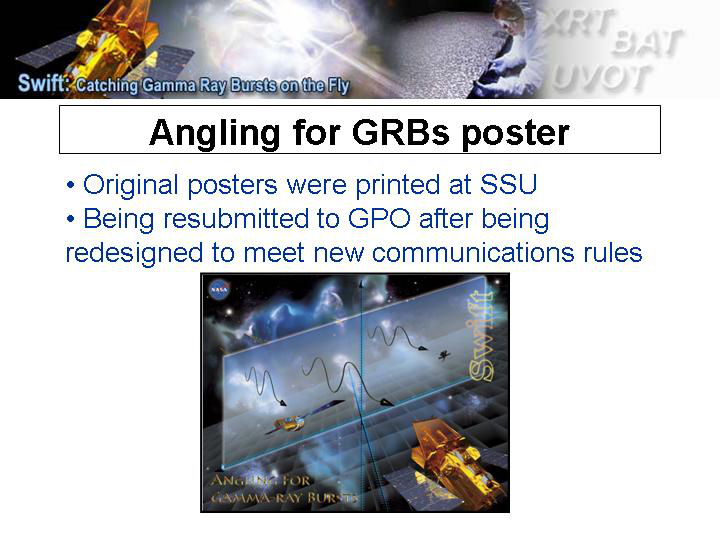 XRT
BAT
UVOT
Swift: Catching Gamma Ray Bursts on the Fly
Angling for GRBs poster
• Original posters were printed at SSU
• Being resubmitted to GPO after being
redesigned to meet new communications rules
NASA
Swift
ANGLING FOR
GAMMA-RAY BURSTS